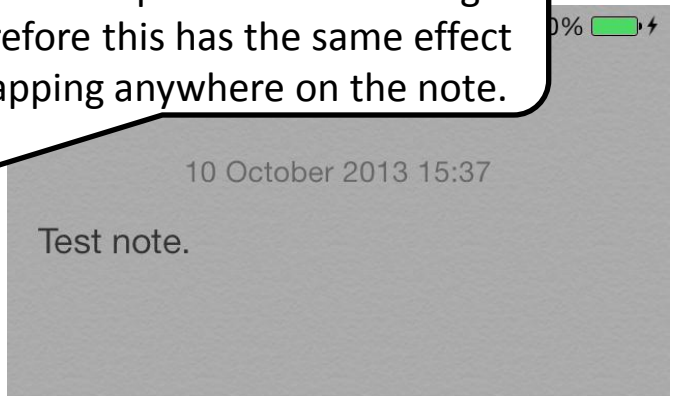 refore this has the same effect
apping anywhere on the note.
0%
10 October 2013 15:37
Test note.